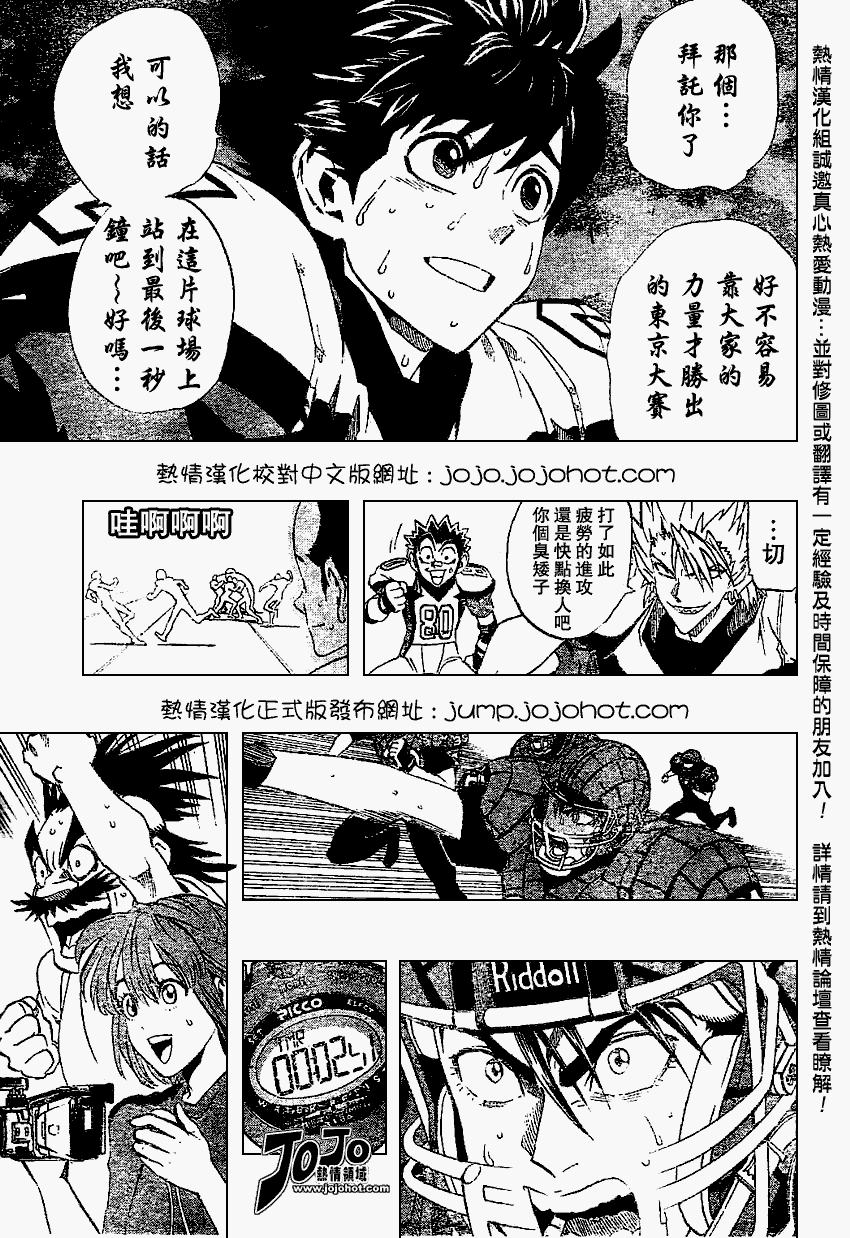 那個…
拜託你了
好不容易
靠大家的
力量才勝出
的東京大賽
可以的話
我想
在這片球場上
站到最後一秒
鐘吧～好嗎…
熱情漢化校對中文版網址：jojo.jojohot.com
…切
打了如此
疲勞的進攻
還是快點換人吧
你個臭矮子
80
哇啊啊啊
熱情漢化正式版發布網址：jump.jojohot.com
Riddoll
PICCO
TMR
JOJO
熱情領域
www.jojohot.com
熱情漢化組誠邀真心熱愛動漫…並對修圖或翻譯有一定經驗及時間保障的朋友加入！ 詳情請到熱情論壇查看瞭解！